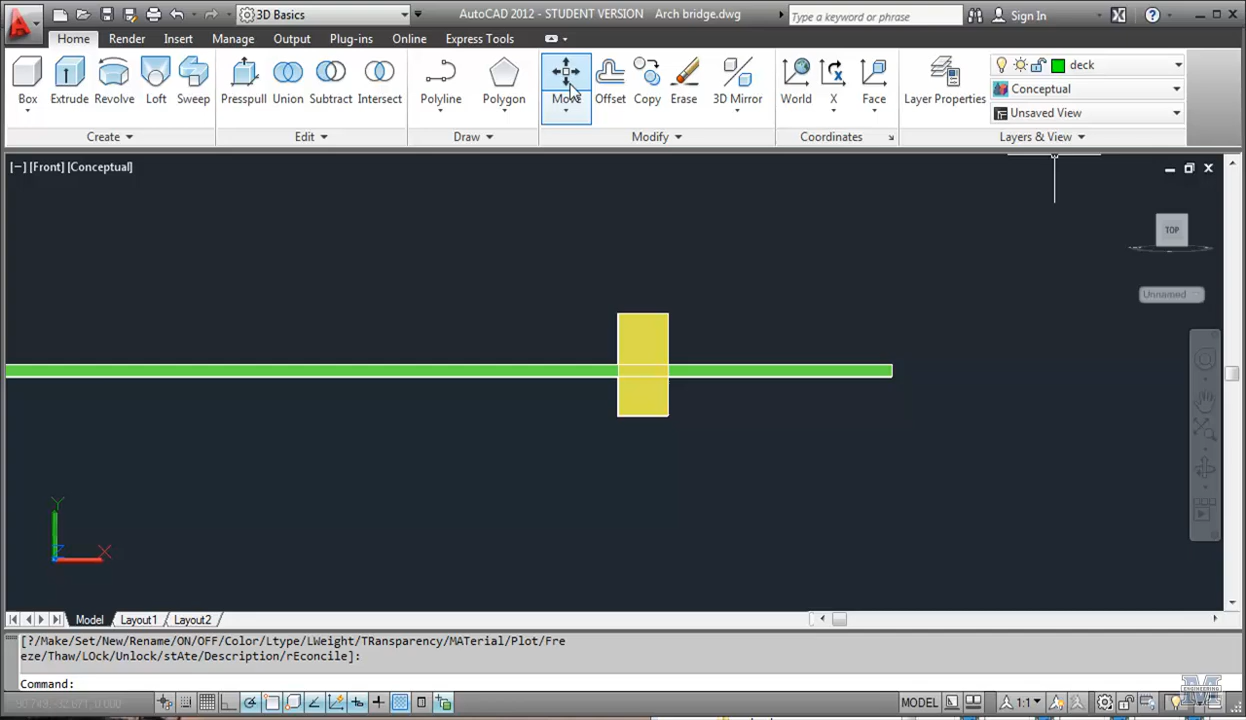 3D Basics
AutoCAD 2012 - STUDENT VERSION Arch bridge.dwg
Type a keyword or phrase
Sign In
Home Render Insert Manage Output Plug-ins Online Express Tools
Box Extrude Revolve Loft Sweep Presspull Union Subtract Intersect Polyline Polygon Move Offset Copy Erase 3D Mirror World X Face Layer Properties
deck
Conceptual
Unsaved View
Create Edit Draw Modify Coordinates Layers & View
[−] [Front] [Conceptual]
TOP
Unnamed
Y
Z
X
Model Layout1 Layout2
[?/Make/Set/New/Rename/ON/OFF/Color/Ltype/LWeight/TRansparency/MATerial/Plot/Fre
eze/Thaw/LOck/Unlock/stAte/Description/rEconcile]:
Command:
MODEL 1:1
ENGINEERING